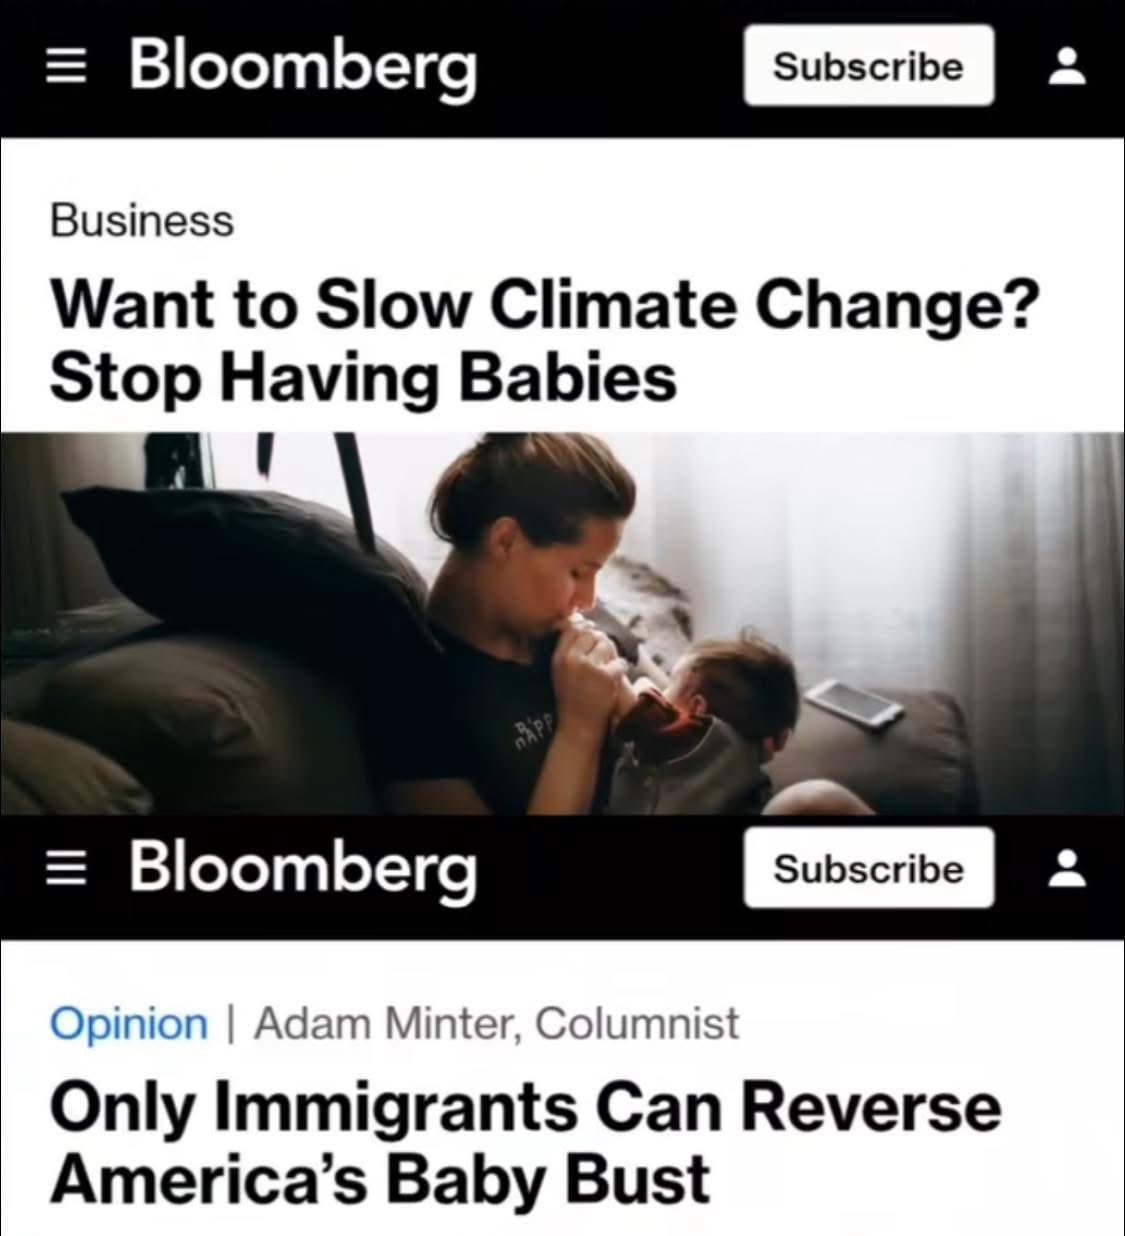 Bloomberg
Subscribe
Business
Want to Slow Climate Change?
Stop Having Babies
Bloomberg
Subscribe
Opinion | Adam Minter, Columnist
Only Immigrants Can Reverse
America's Baby Bust